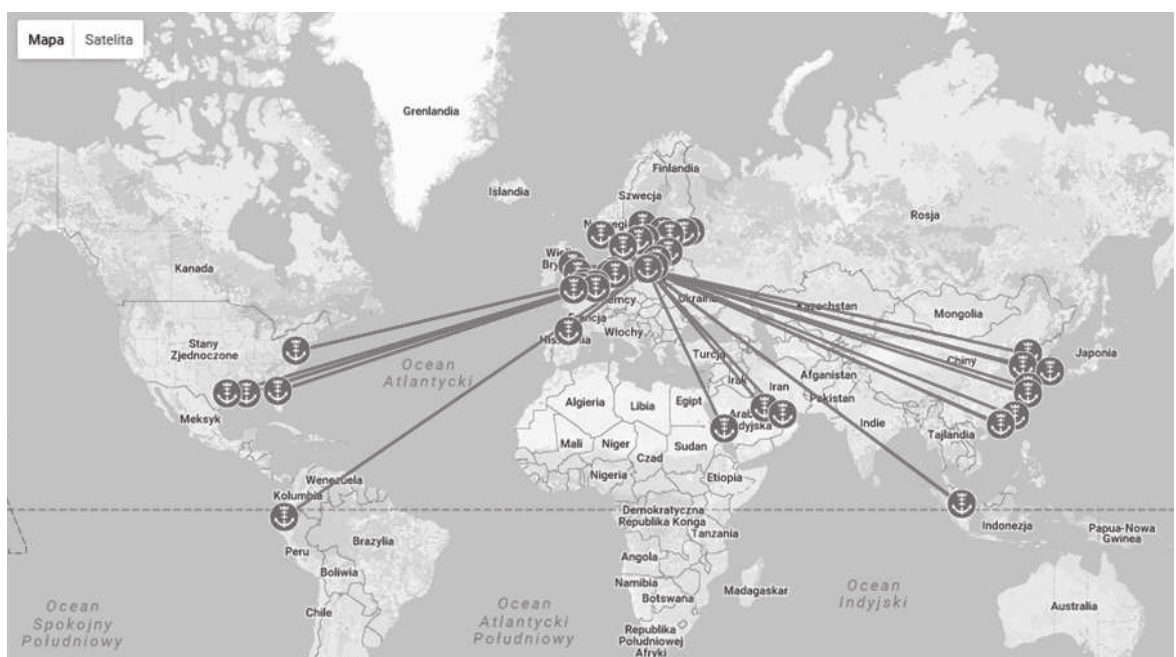 Mapa Satelita
Grenlandia
Finlandia
Islandia
Szwecja
Rosja
Kanada
Kazachstan
Mongolia
Stany
Zjednoczone
Włochy
Chiny
Japonia
Turcja
Ocean
Atlantycki
Irak
Afganistan
Iran
Pakistan
Meksyk
Algieria
Libia
Egipt
Indie
Mali
Niger
Sudan
Tajlandia
Czad
Nigeria
Etiopia
Wenezuela
Kolumbia
Demokratyczna
Republika Konga
Indonezja
Papua-Nowa
Gwinea
Tanzania
Peru
Brazylia
Angola
Boliwia
Namibia
Botswana
Madagaskar
Ocean
Indyjski
Australia
Chile
Ocean
Spokojny
Południowy
Ocean
Atlantycki
Południowy
Republika
Południowej
Afryki